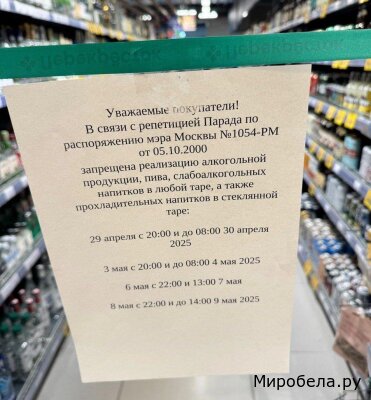 Перекресток
Уважаемые покупатели!
В связи с репетицией Парада по
распоряжению мэра Москвы №1054-РМ
от 05.10.2000
запрещена реализацию алкогольной
продукции, пива, слабоалкогольных
напитков в любой таре, а также
прохладительных напитков в стеклянной
таре:
29 апреля с 20:00 и до 08:00 30 апреля
2025
3 мая с 20:00 и до 08:00 4 мая 2025
6 мая с 22:00 и 13:00 7 мая
8 мая с 22:00 и до 14:00 9 мая 2025
Миробела.ру